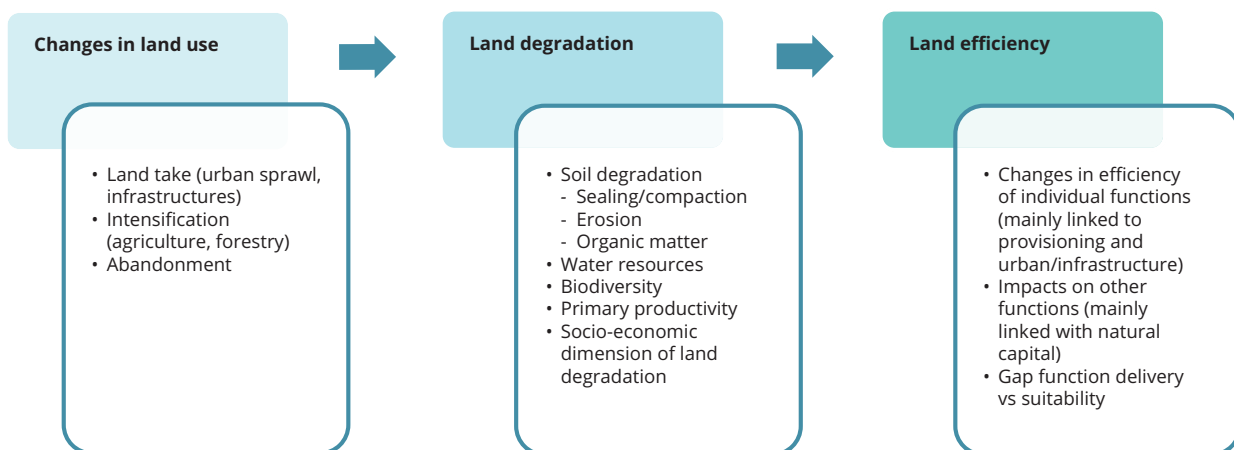 Changes in land use
• Land take (urban sprawl,
infrastructures)
• Intensification
(agriculture, forestry)
• Abandonment
Land degradation
• Soil degradation
- Sealing/compaction
- Erosion
- Organic matter
• Water resources
• Biodiversity
• Primary productivity
• Socio-economic
dimension of land
degradation
Land efficiency
• Changes in efficiency
of individual functions
(mainly linked to
provisioning and
urban/infrastructure)
• Impacts on other
functions (mainly
linked with natural
capital)
• Gap function delivery
vs suitability